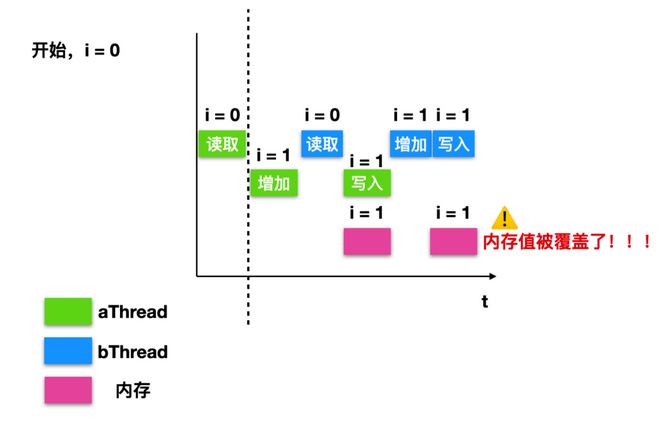 开始，i = 0
i = 0
i = 0
i = 1
i = 1
读取
读取
增加
写入
i = 1
i = 1
增加
写入
i = 1
i = 1
内存值被覆盖了！！！
t
aThread
bThread
内存